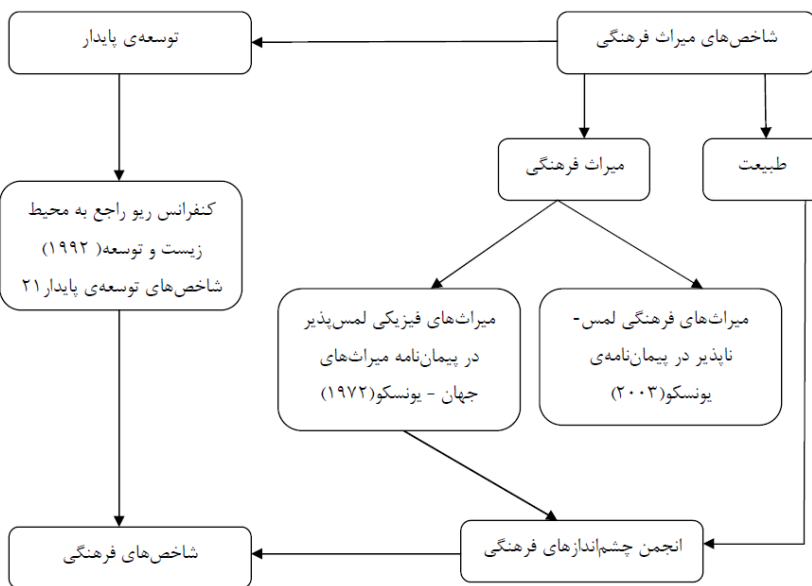 شاخص‌های میراث فرهنگی
توسعه‌ی پایدار
میراث فرهنگی
طبیعت
کنفرانس ریو راجع به محیط
زیست و توسعه( ۱۹۹۲)
شاخص‌های توسعه‌ی پایدار۲۱
میراث‌های فیزیکی لمس‌پذیر
در پیمان‌نامه میراث‌های
جهان - یونسکو(۱۹۷۲)
میراث‌های فرهنگی لمس-
ناپذیر در پیمان‌نامه‌ی
یونسکو(۲۰۰۳)
انجمن چشم‌اندازهای فرهنگی
شاخص‌های فرهنگی